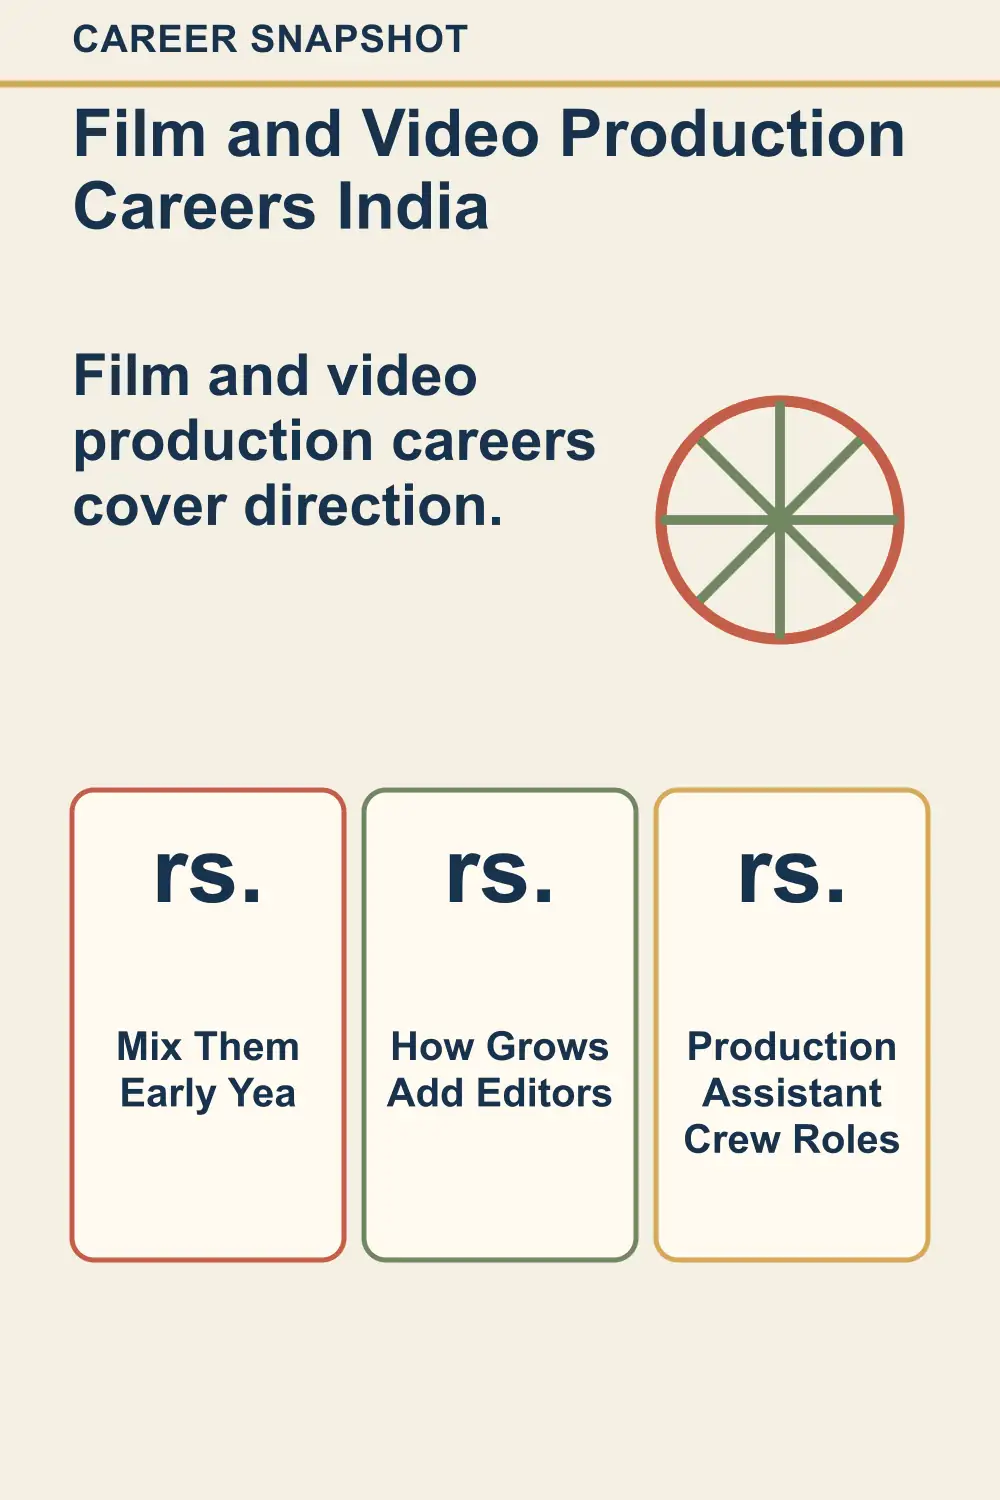 CAREER SNAPSHOT
Film and Video Production
Careers India
Film and video
production careers
cover direction.
rs.
Mix Them
Early Yea
rs.
How Grows
Add Editors
rs.
Production
Assistant
Crew Roles